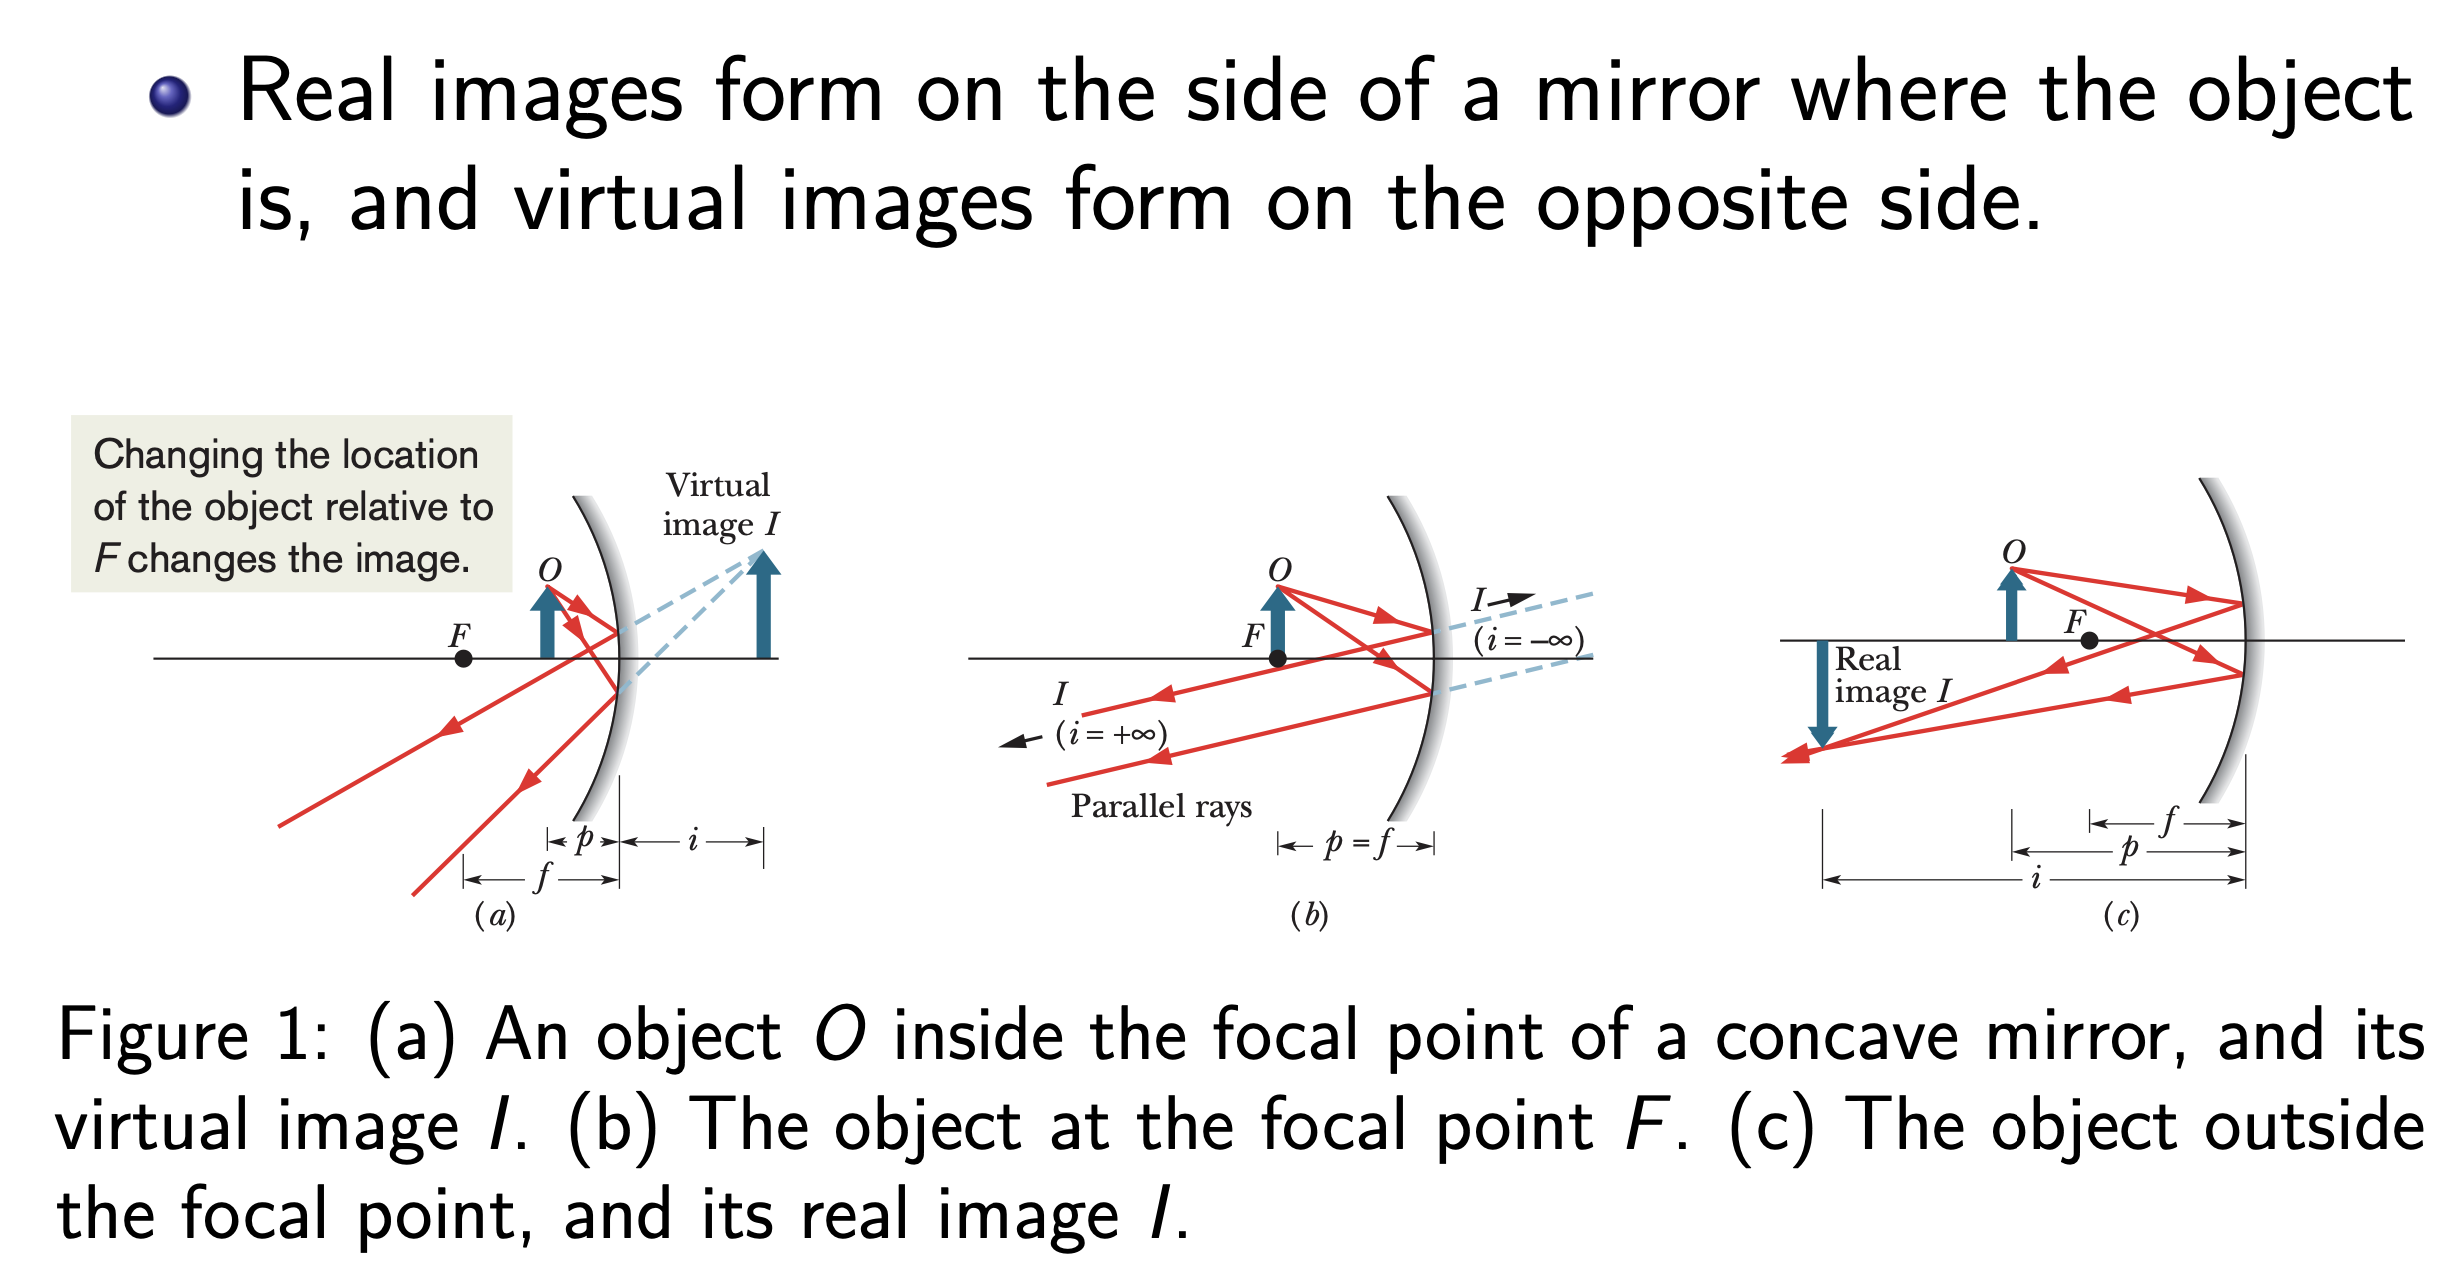 Real images form on the side of a mirror where the object
is, and virtual images form on the opposite side.
Changing the location
of the object relative to
F changes the image.
Virtual
image I
O
F
p
i
f
(a)
O
F
I
(i = –∞)
I
(i = +∞)
Parallel rays
p = f
(b)
O
F
Real
image I
f
p
i
(c)
Figure 1: (a) An object O inside the focal point of a concave mirror, and its
virtual image I. (b) The object at the focal point F. (c) The object outside
the focal point, and its real image I.